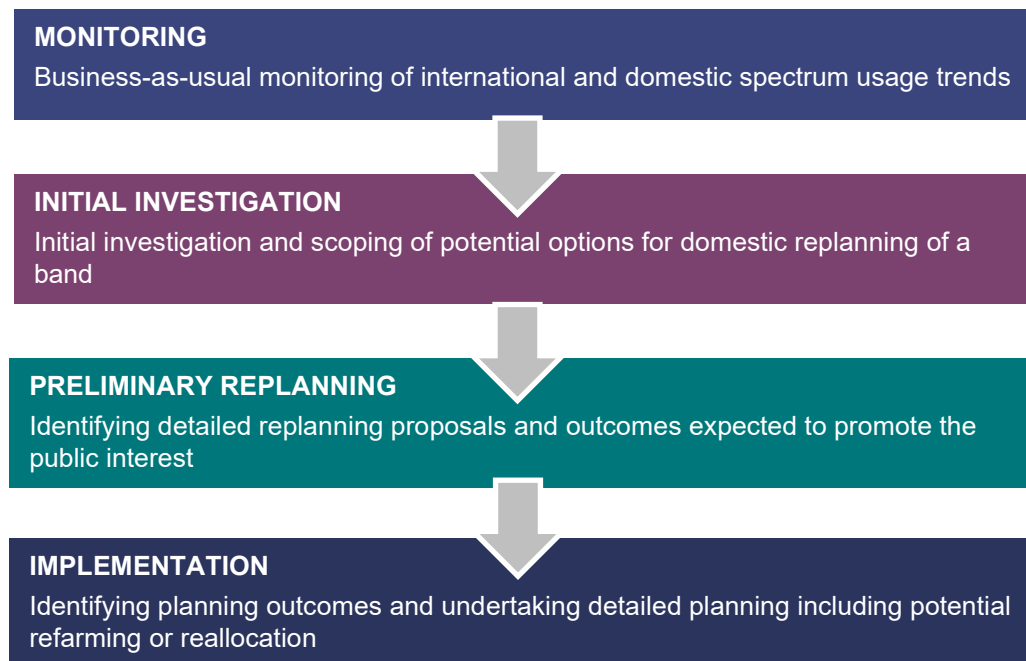 MONITORING
Business-as-usual monitoring of international and domestic spectrum usage trends
INITIAL INVESTIGATION
Initial investigation and scoping of potential options for domestic replanning of a
band
PRELIMINARY REPLANNING
Identifying detailed replanning proposals and outcomes expected to promote the
public interest
IMPLEMENTATION
Identifying planning outcomes and undertaking detailed planning including potential
refarming or reallocation